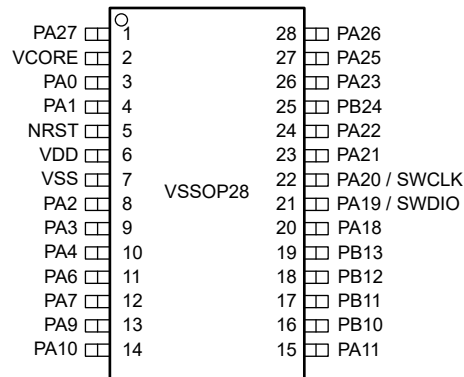 PA27 1 28 PA26
VCORE 2 27 PA25
PA0 3 26 PA23
PA1 4 25 PB24
NRST 5 24 PA22
VDD 6 23 PA21
VSS 7 22 PA20 / SWCLK
VSSOP28
PA2 8 21 PA19 / SWDIO
PA3 9 20 PA18
PA4 10 19 PB13
PA6 11 18 PB12
PA7 12 17 PB11
PA9 13 16 PB10
PA10 14 15 PA11